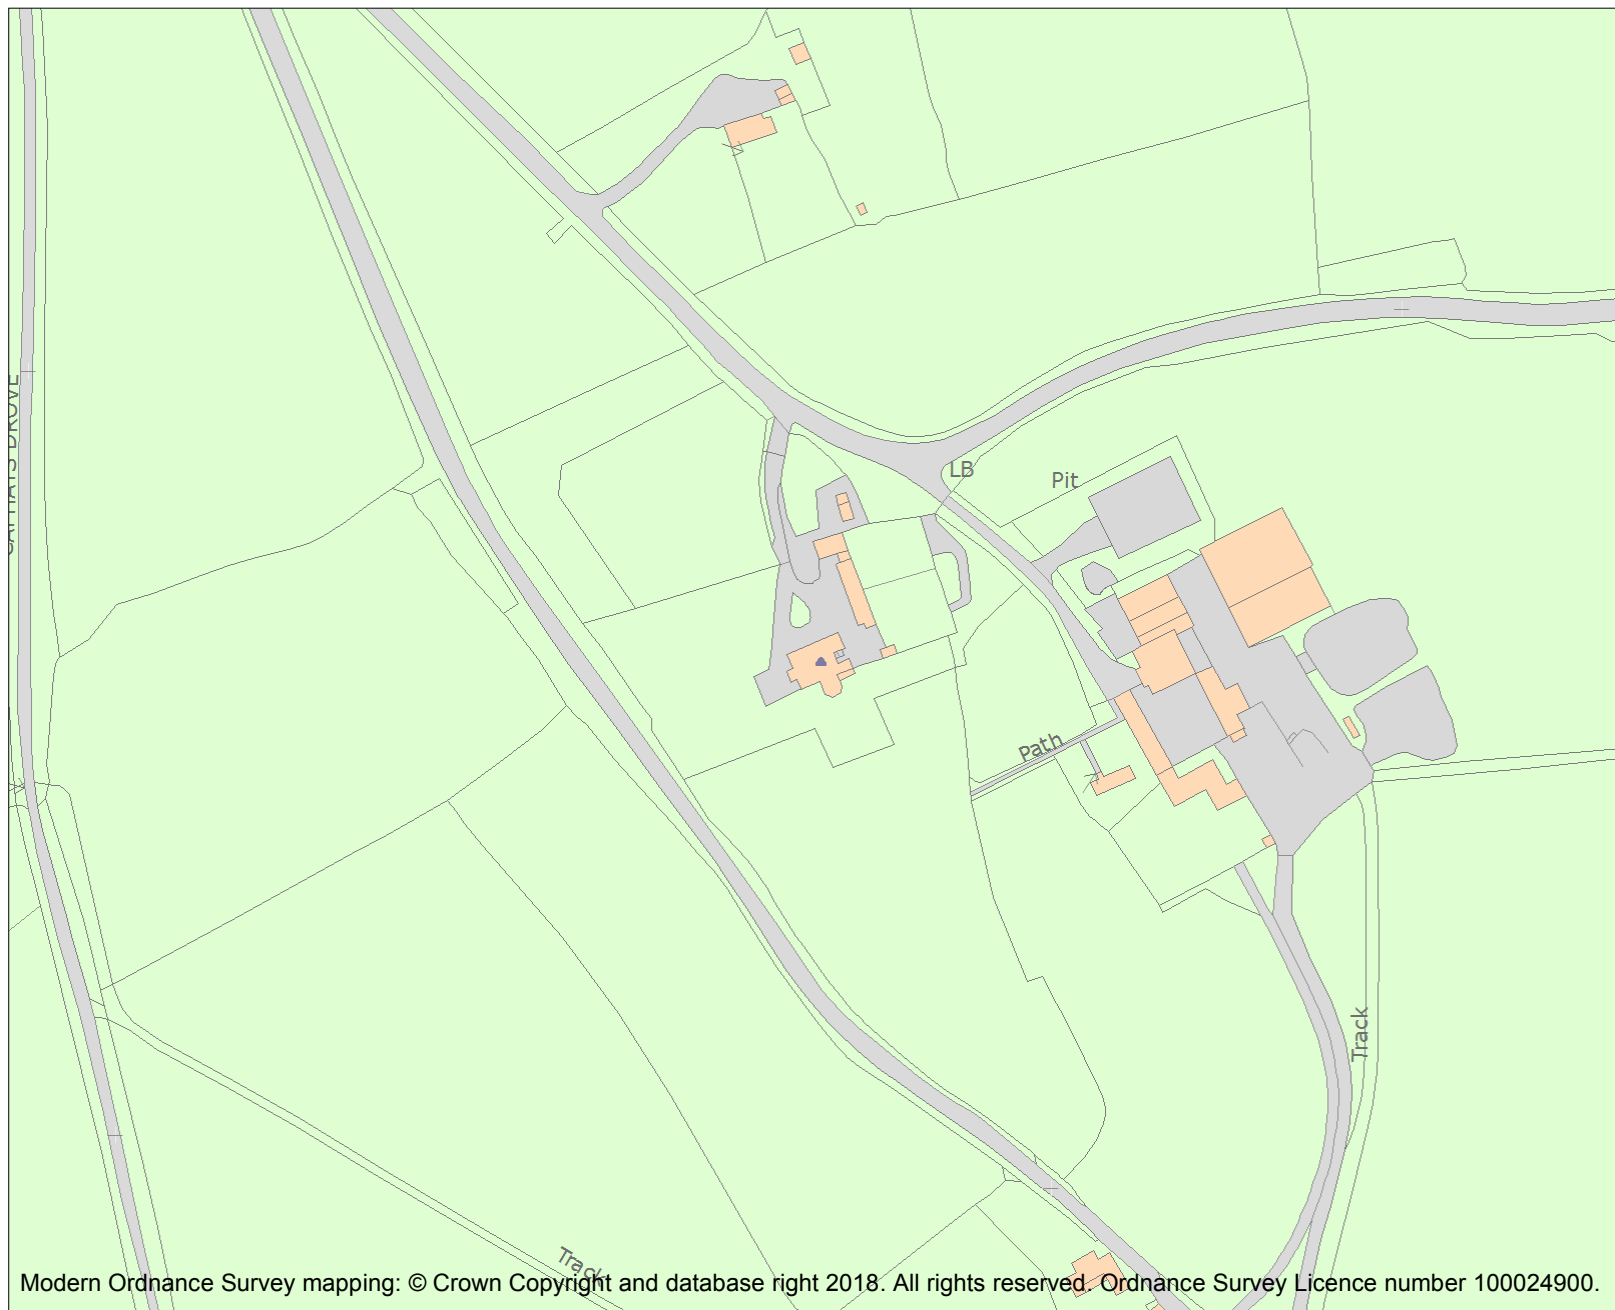 DROVE
LB
Pit
Path
Track
Track
Modern Ordnance Survey mapping: © Crown Copyright and database right 2018. All rights reserved. Ordnance Survey Licence number 100024900.